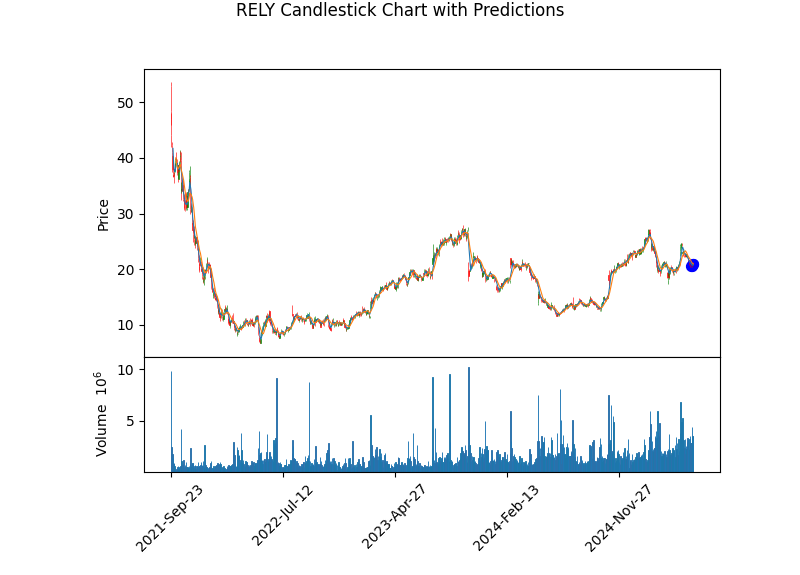 RELY Candlestick Chart with Predictions
50
40
30
20
10
Price
10
5
Volume 10^6
2021-Sep-23
2022-Jul-12
2023-Apr-27
2024-Feb-13
2024-Nov-27